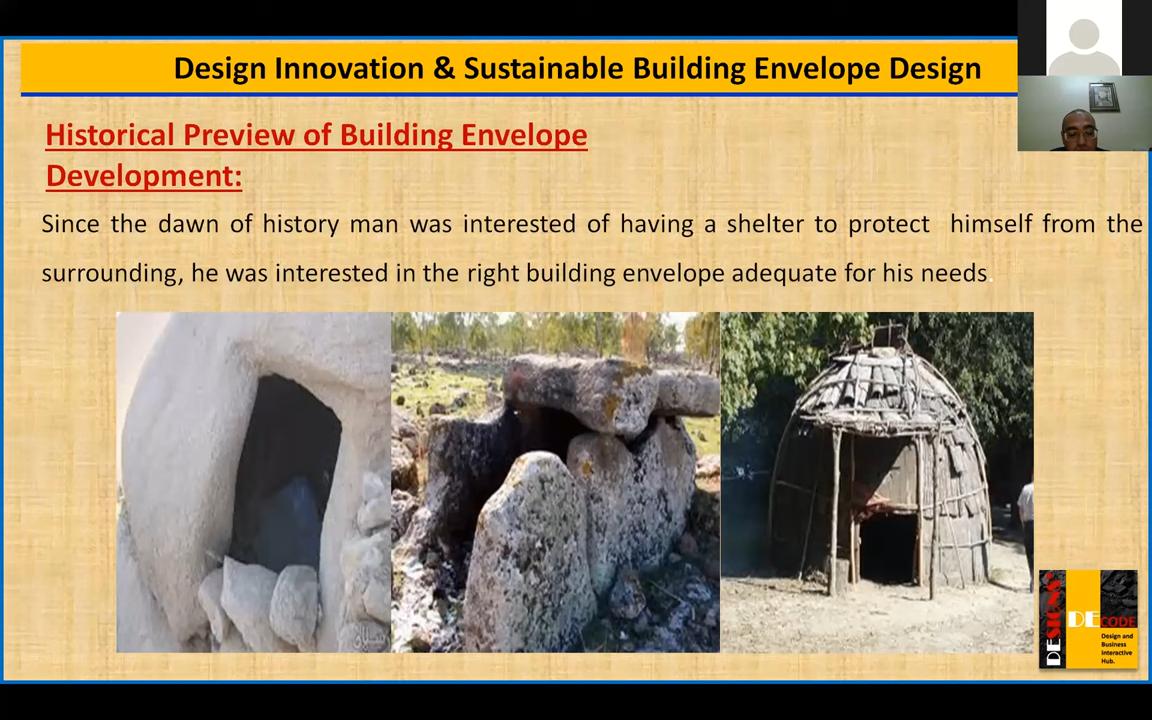 Design Innovation & Sustainable Building Envelope Design
Historical Preview of Building Envelope
Development:
Since the dawn of history man was interested of having a shelter to protect himself from the
surrounding, he was interested in the right building envelope adequate for his needs.
DESIGNS'
DECODE
Design and
Business
Interactive
Hub.